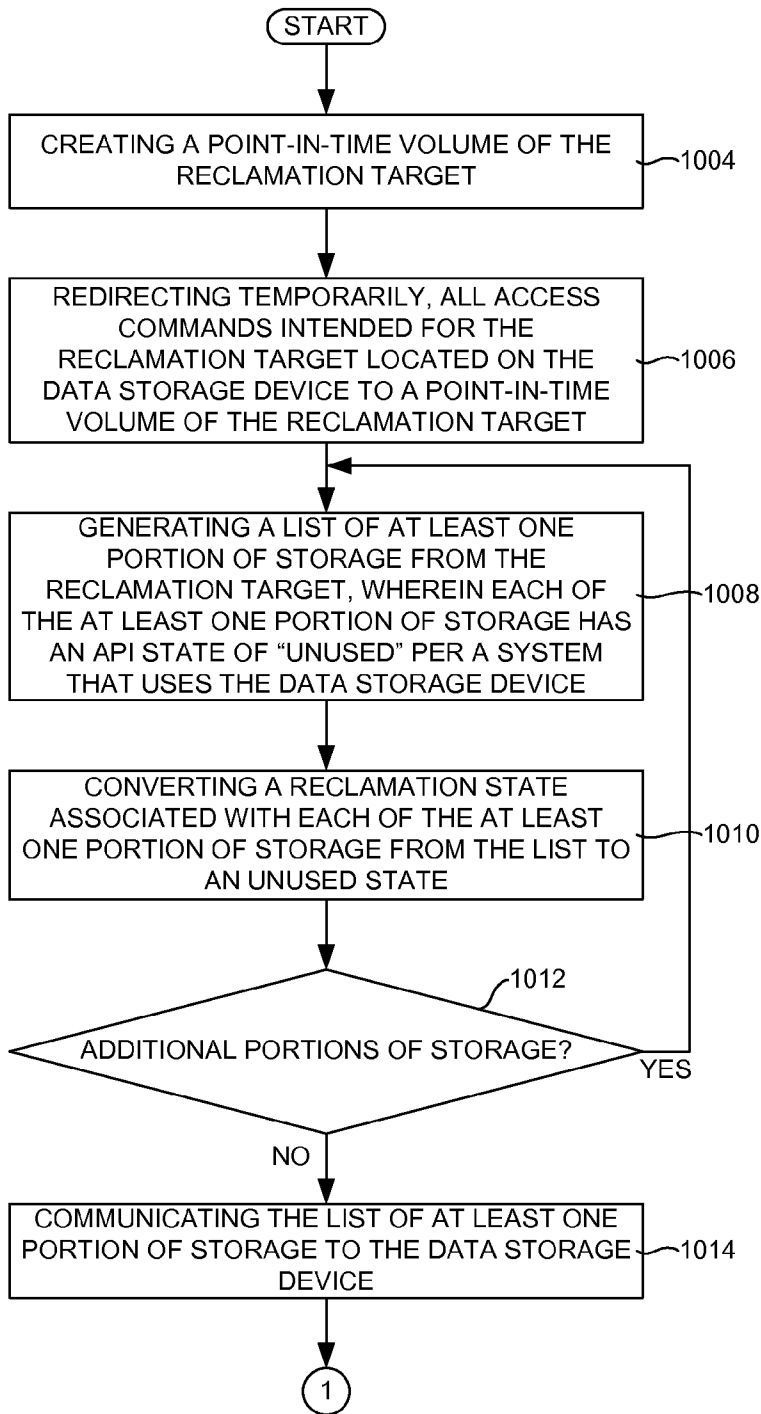 START
CREATING A POINT-IN-TIME VOLUME OF THE
RECLAMATION TARGET
1004
REDIRECTING TEMPORARILY, ALL ACCESS
COMMANDS INTENDED FOR THE
RECLAMATION TARGET LOCATED ON THE
DATA STORAGE DEVICE TO A POINT-IN-TIME
VOLUME OF THE RECLAMATION TARGET
1006
GENERATING A LIST OF AT LEAST ONE
PORTION OF STORAGE FROM THE
RECLAMATION TARGET, WHEREIN EACH OF
THE AT LEAST ONE PORTION OF STORAGE HAS
AN API STATE OF “UNUSED” PER A SYSTEM
THAT USES THE DATA STORAGE DEVICE
1008
CONVERTING A RECLAMATION STATE
ASSOCIATED WITH EACH OF THE AT LEAST
ONE PORTION OF STORAGE FROM THE LIST TO
AN UNUSED STATE
1010
1012
ADDITIONAL PORTIONS OF STORAGE?
YES
NO
COMMUNICATING THE LIST OF AT LEAST ONE
PORTION OF STORAGE TO THE DATA STORAGE
DEVICE
1014
1